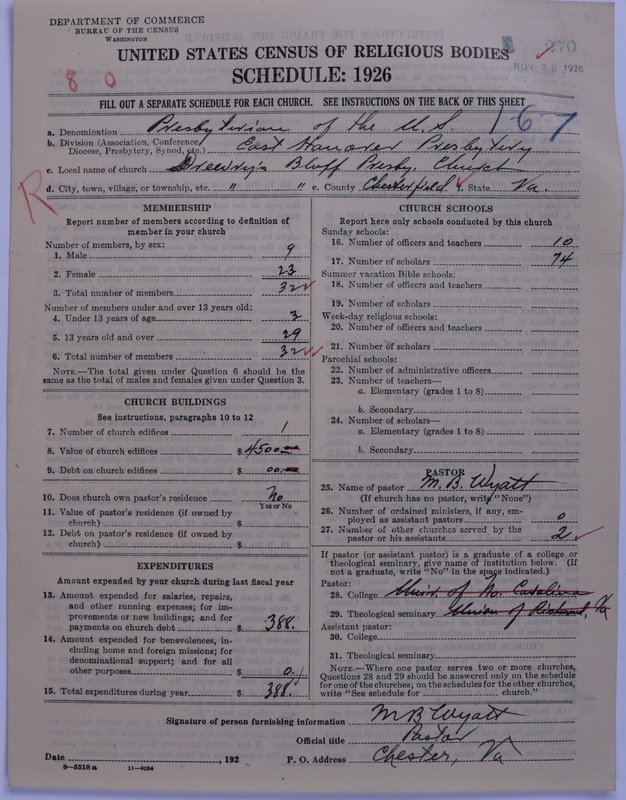 DEPARTMENT OF COMMERCE
BUREAU OF THE CENSUS
WASHINGTON
UNITED STATES CENSUS OF RELIGIOUS BODIES
270
NOV 20 1926
8 0
SCHEDULE: 1926
FILL OUT A SEPARATE SCHEDULE FOR EACH CHURCH. SEE INSTRUCTIONS ON THE BACK OF THIS SHEET
167
a. Denomination Presbyterian of the U.S.
b. Division (Association, Conference, Diocese, Presbytery, Synod, etc.) East Hanover Presbytery
c. Local name of church Drewry's Bluff Presby. Church
d. City, town, village, or township, etc. " " e. County Chesterfield f. State Va.
R
MEMBERSHIP
Report number of members according to definition of
member in your church
Number of members, by sex:
1. Male 9
2. Female 23
3. Total number of members 32
Number of members under and over 13 years old:
4. Under 13 years of age 3
5. 13 years old and over 29
6. Total number of members 32
NOTE.—The total given under Question 6 should be
same as the total of males and females given under Question 3.
CHURCH BUILDINGS
See instructions, paragraphs 10 to 12
7. Number of church edifices 1
8. Value of church edifices $ 4500
9. Debt on church edifices $ 00
10. Does church own pastor's residence No
Yes or No
11. Value of pastor's residence (if owned by
church) $
12. Debt on pastor's residence (if owned by
church) $
EXPENDITURES
Amount expended by your church during last fiscal year
13. Amount expended for salaries, repairs,
and other running expenses; for im-
provements or new buildings; and for
payments on church debt $ 388.
14. Amount expended for benevolences, in-
cluding home and foreign missions; for
denominational support; and for all
other purposes $ 0.
15. Total expenditures during year $ 388.
CHURCH SCHOOLS
Report here only schools conducted by this church
Sunday schools:
16. Number of officers and teachers 10
17. Number of scholars 74
Summer vacation Bible schools:
18. Number of officers and teachers
19. Number of scholars
Week-day religious schools:
20. Number of officers and teachers
21. Number of scholars
Parochial schools:
22. Number of administrative officers
23. Number of teachers—
a. Elementary (grades 1 to 8)
b. Secondary
24. Number of scholars—
a. Elementary (grades 1 to 8)
b. Secondary
PASTOR
25. Name of pastor M. B. Wyatt
(If church has no pastor, write "None")
26. Number of ordained ministers, if any, em-
ployed as assistant pastors 0
27. Number of other churches served by the
pastor or his assistants 2
If pastor (or assistant pastor) is a graduate of a college or
theological seminary, give name of institution below. (If
not a graduate, write "No" in the space indicated.)
Pastor:
28. College Univ. of No. Carolina
29. Theological seminary Union of Richmond, Va
Assistant pastor:
30. College
31. Theological seminary
NOTE.—Where one pastor serves two or more churches,
Questions 28 and 29 should be answered only on the schedule
for one of the churches; on the schedules for the other churches,
write "See schedule for church."
Signature of person furnishing information M B Wyatt
Official title Pastor
Date , 192 P. O. Address Chester, Va
8—5518 a 11—9054